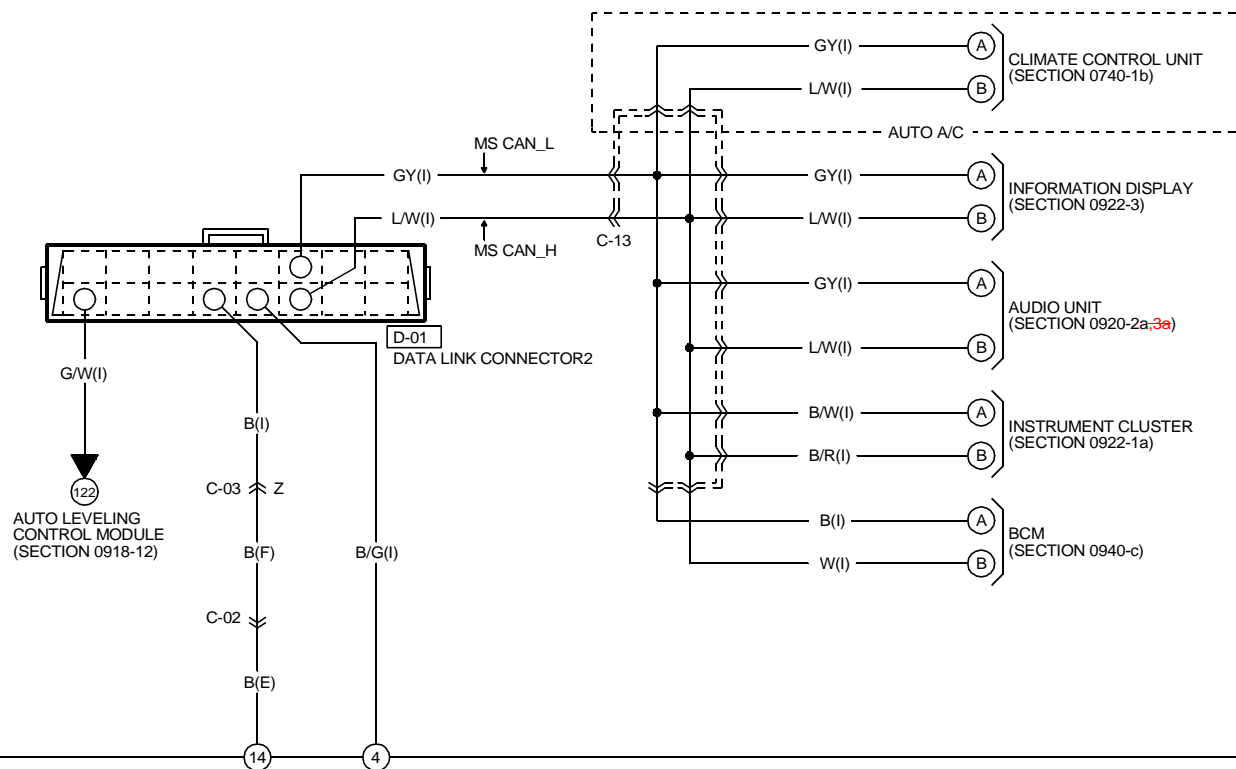 GY(I)
A
CLIMATE CONTROL UNIT
(SECTION 0740-1b)
L/W(I)
B
AUTO A/C
MS CAN_L
GY(I)
GY(I)
A
INFORMATION DISPLAY
(SECTION 0922-3)
L/W(I)
L/W(I)
B
C-13
MS CAN_H
GY(I)
A
AUDIO UNIT
(SECTION 0920-2a,3a)
L/W(I)
B
D-01
DATA LINK CONNECTOR2
G/W(I)
B/W(I)
A
INSTRUMENT CLUSTER
(SECTION 0922-1a)
B(I)
B/R(I)
B
122
C-03
Z
AUTO LEVELING
CONTROL MODULE
(SECTION 0918-12)
B(I)
A
BCM
(SECTION 0940-c)
B(F)
B/G(I)
W(I)
B
C-02
B(E)
14
4